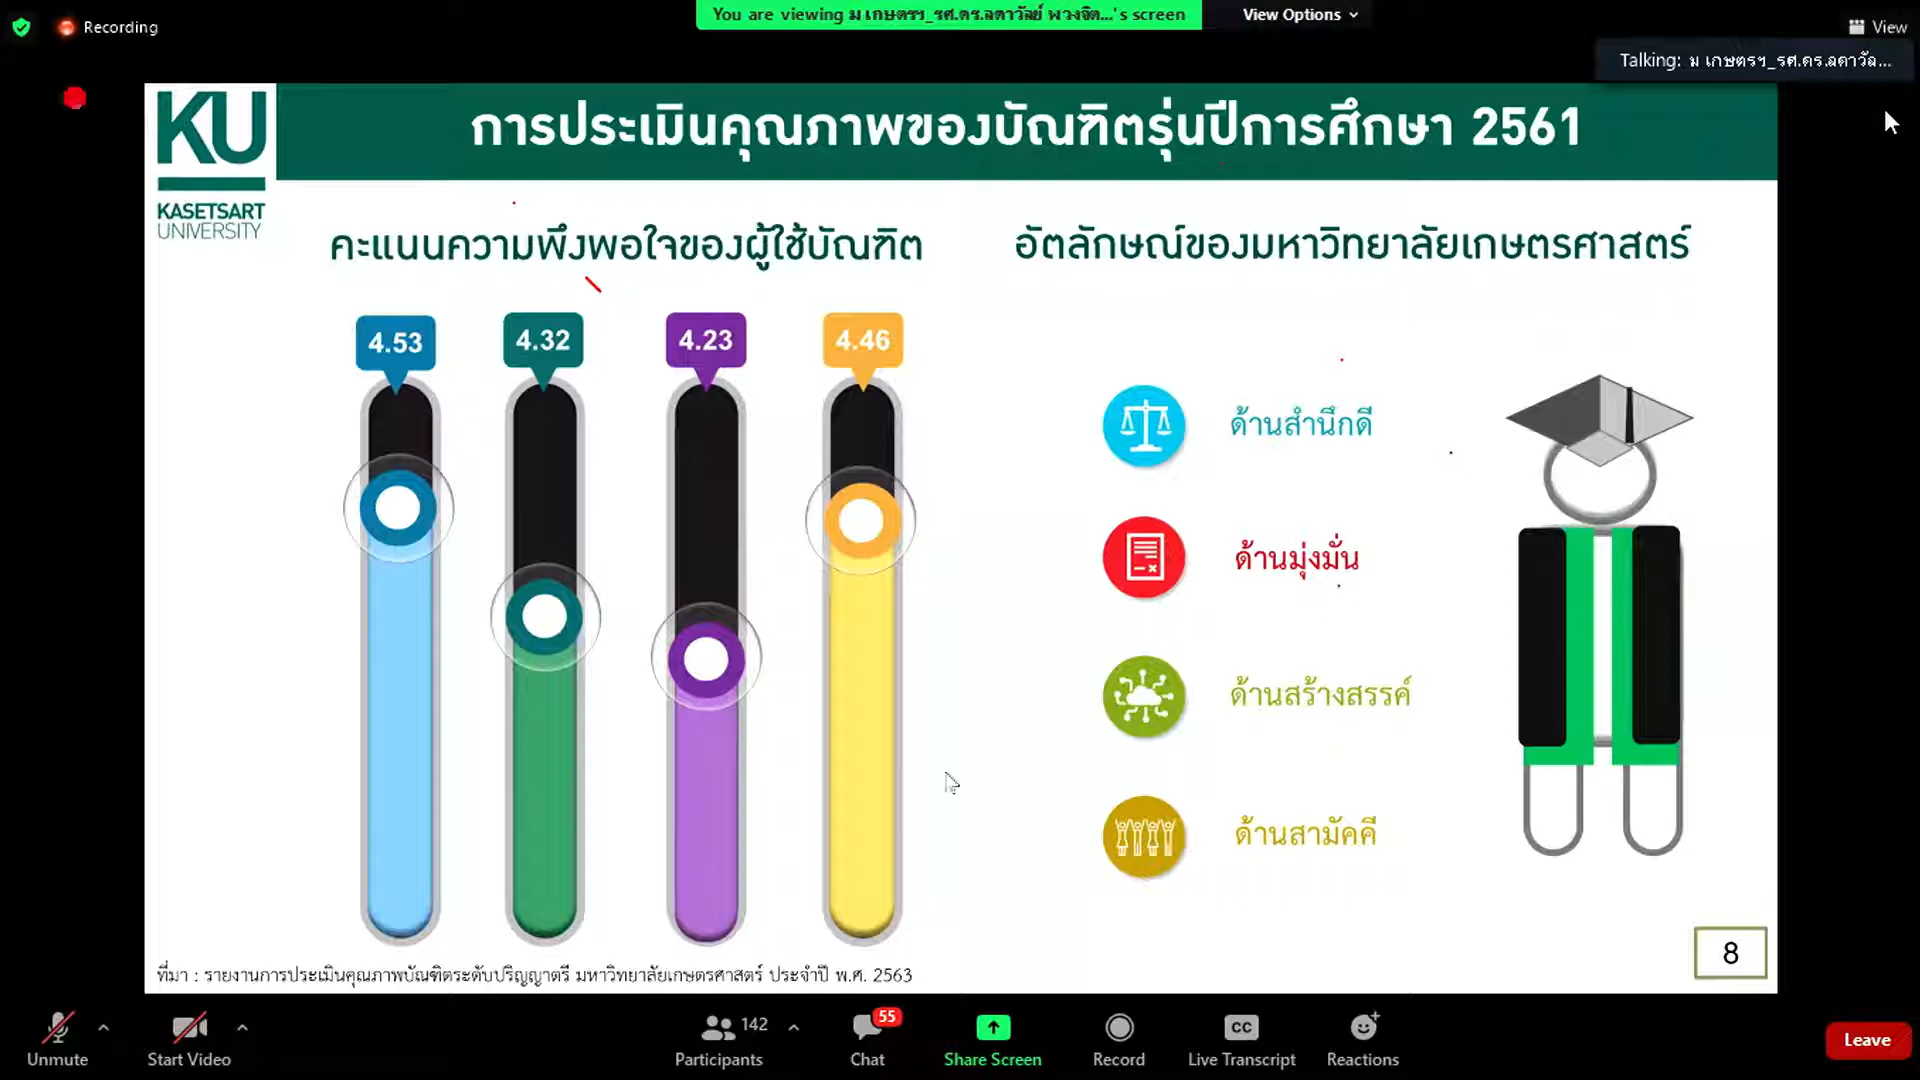 You are viewing ม เกษตรฯ_รศ.ดร.ลดาวัลย์ พวงจิต...'s screen
View Options
Recording
View
Talking: ม เกษตรฯ_รศ.ดร.ลดาวัล...
KU
KASETSART
UNIVERSITY
การประเมินคุณภาพของบัณฑิตรุ่นปีการศึกษา 2561
คะแนนความพึงพอใจของผู้ใช้บัณฑิต
อัตลักษณ์ของมหาวิทยาลัยเกษตรศาสตร์
4.53
4.32
4.23
4.46
ด้านสำนึกดี
ด้านมุ่งมั่น
ด้านสร้างสรรค์
ด้านสามัคคี
8
ที่มา : รายงานการประเมินคุณภาพบัณฑิตระดับปริญญาตรี มหาวิทยาลัยเกษตรศาสตร์ ประจำปี พ.ศ. 2563
Unmute
Start Video
142
Participants
55
Chat
Share Screen
Record
CC
Live Transcript
Reactions
Leave